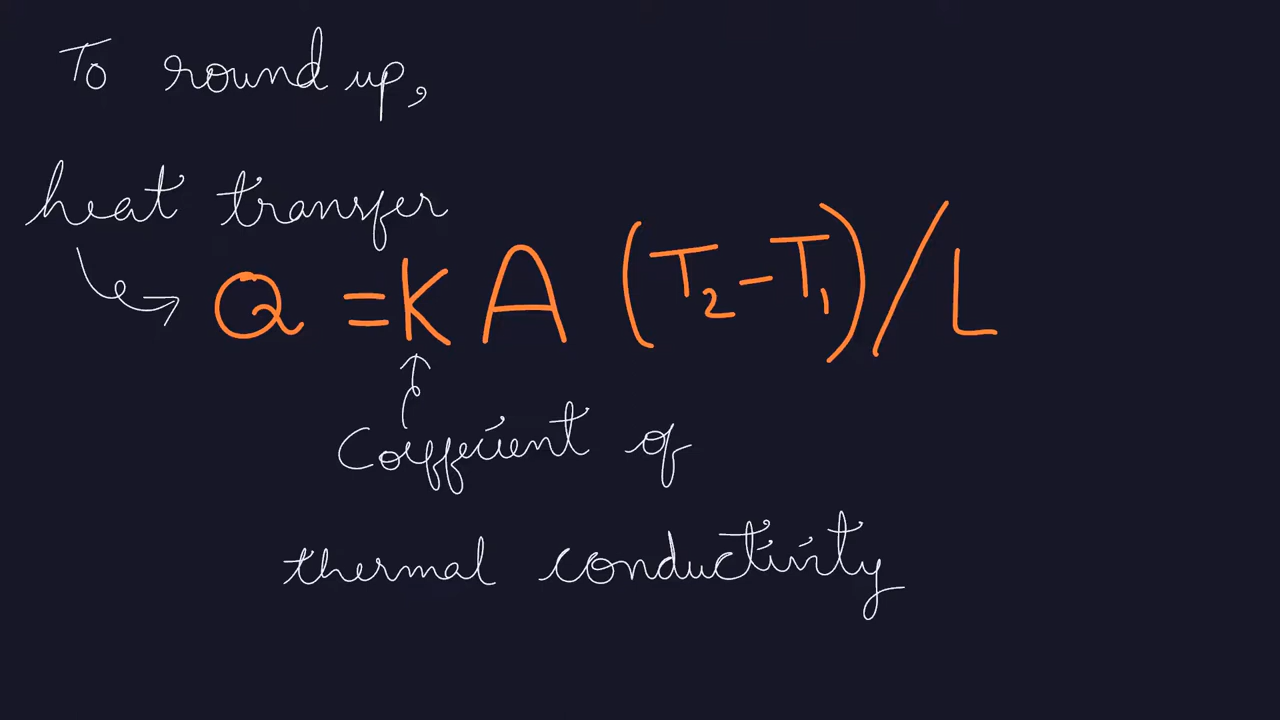 To round up,
heat transfer
Q = K A (T₂ - T₁) / L
Coefficient of
thermal conductivity